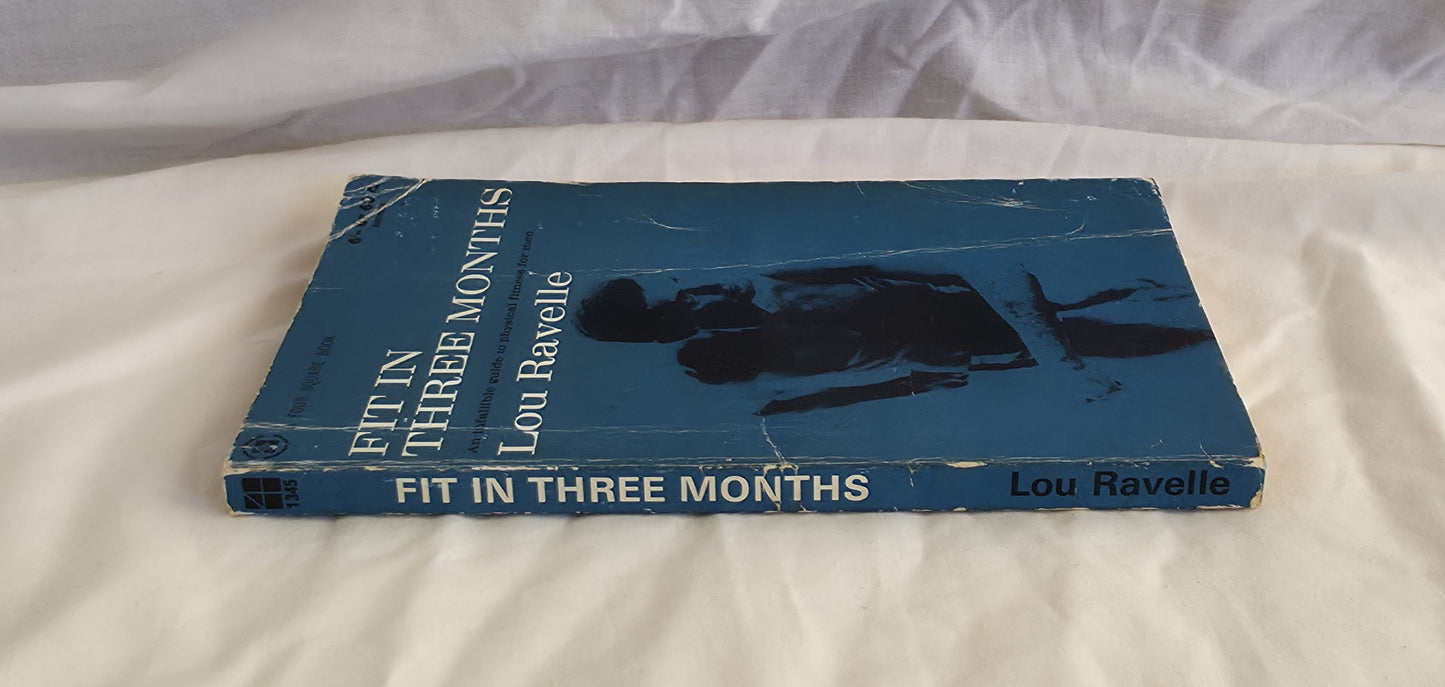 FOUR SQUARE BOOK
FIT IN
THREE MONTHS
An infallible guide to physical fitness for men
Lou Ravelle
1345
FIT IN THREE MONTHS
Lou Ravelle